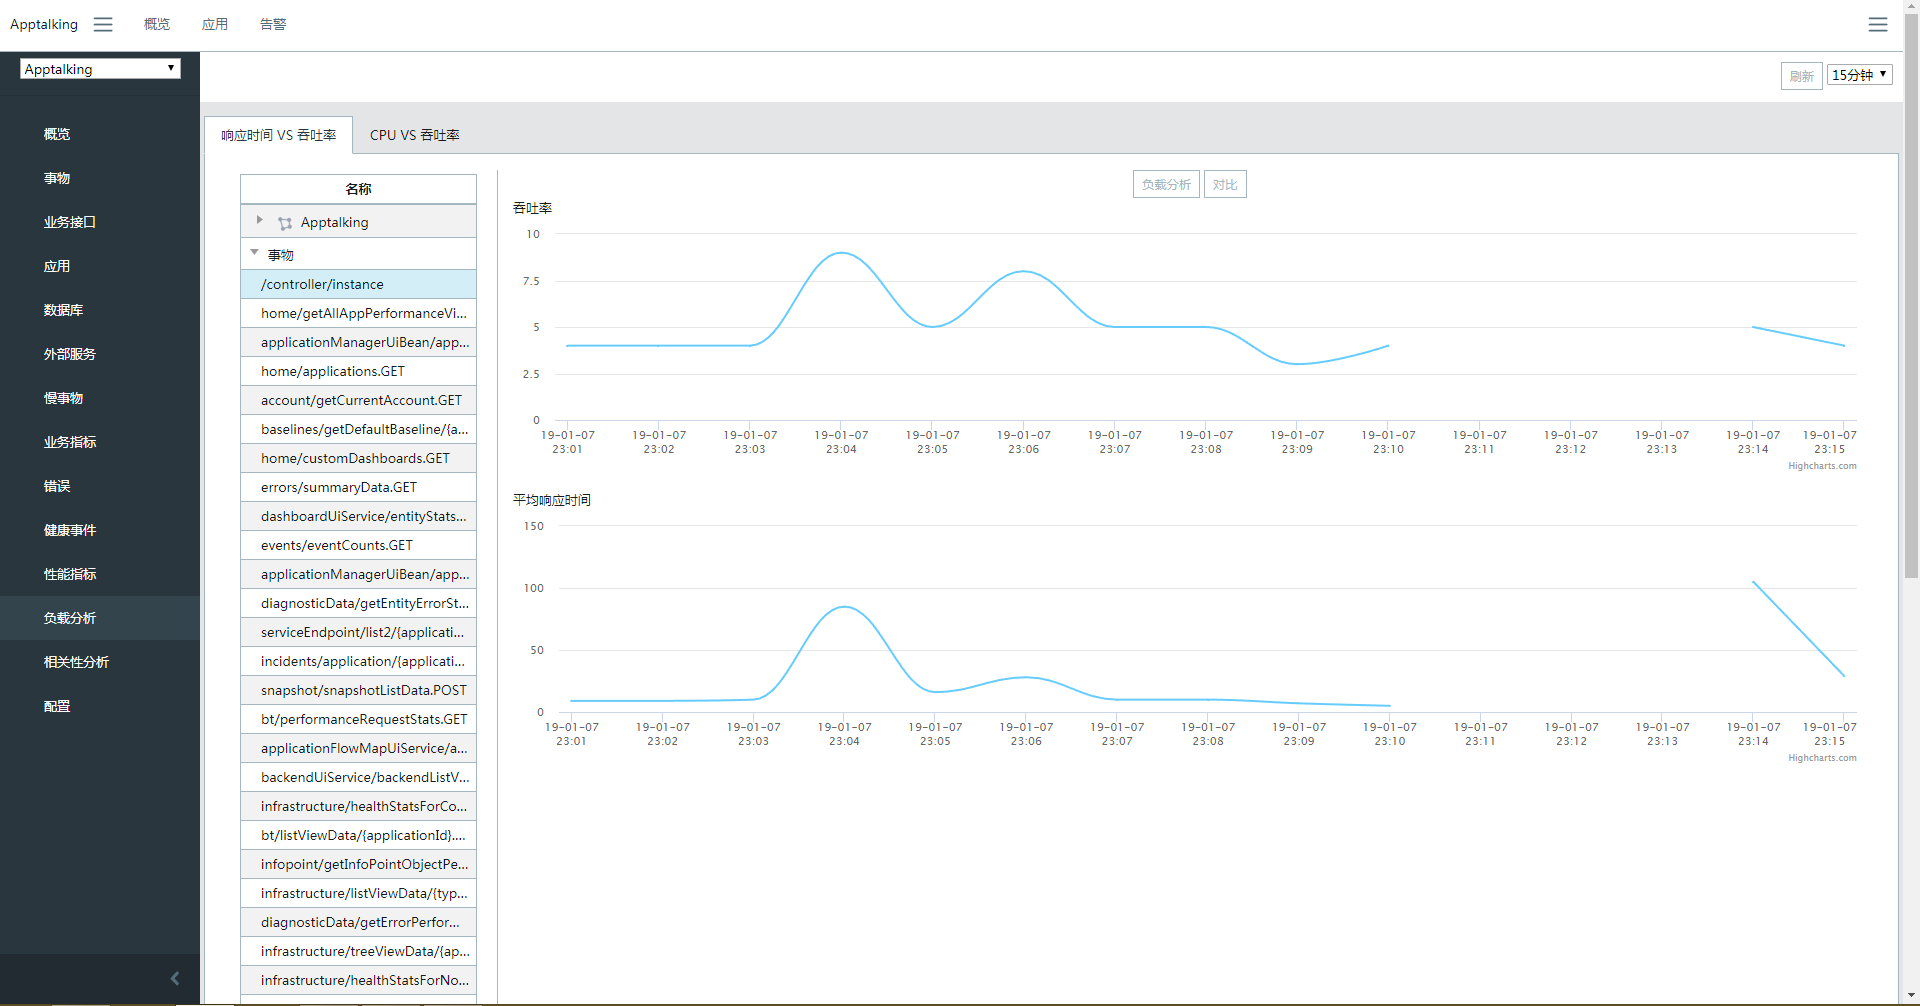 Apptalking 概览 应用 告警
Apptalking
刷新 15分钟
概览
事物
业务接口
应用
数据库
外部服务
慢事物
业务指标
错误
健康事件
性能指标
负载分析
相关性分析
配置
响应时间 VS 吞吐率 CPU VS 吞吐率
名称
Apptalking
事物
/controller/instance
home/getAllAppPerformanceVi...
applicationManagerUiBean/app...
home/applications.GET
account/getCurrentAccount.GET
baselines/getDefaultBaseline/{a...
home/customDashboards.GET
errors/summaryData.GET
dashboardUiService/entityStats...
events/eventCounts.GET
applicationManagerUiBean/app...
diagnosticData/getEntityErrorSt...
serviceEndpoint/list2/{applicati...
incidents/application/{applicati...
snapshot/snapshotListData.POST
bt/performanceRequestStats.GET
applicationFlowMapUiService/a...
backendUiService/backendListV...
infrastructure/healthStatsForCo...
bt/listViewData/{applicationId}....
infopoint/getInfoPointObjectPe...
infrastructure/listViewData/{typ...
diagnosticData/getErrorPerfor...
infrastructure/treeViewData/{ap...
infrastructure/healthStatsForNo...
负载分析 对比
吞吐率
10
7.5
5
2.5
0
19-01-07 19-01-07 19-01-07 19-01-07 19-01-07 19-01-07 19-01-07 19-01-07 19-01-07 19-01-07 19-01-07 19-01-07 19-01-07 19-01-07 19-01-07
23:01 23:02 23:03 23:04 23:05 23:06 23:07 23:08 23:09 23:10 23:11 23:12 23:13 23:14 23:15
Highcharts.com
平均响应时间
150
100
50
0
19-01-07 19-01-07 19-01-07 19-01-07 19-01-07 19-01-07 19-01-07 19-01-07 19-01-07 19-01-07 19-01-07 19-01-07 19-01-07 19-01-07 19-01-07
23:01 23:02 23:03 23:04 23:05 23:06 23:07 23:08 23:09 23:10 23:11 23:12 23:13 23:14 23:15
Highcharts.com